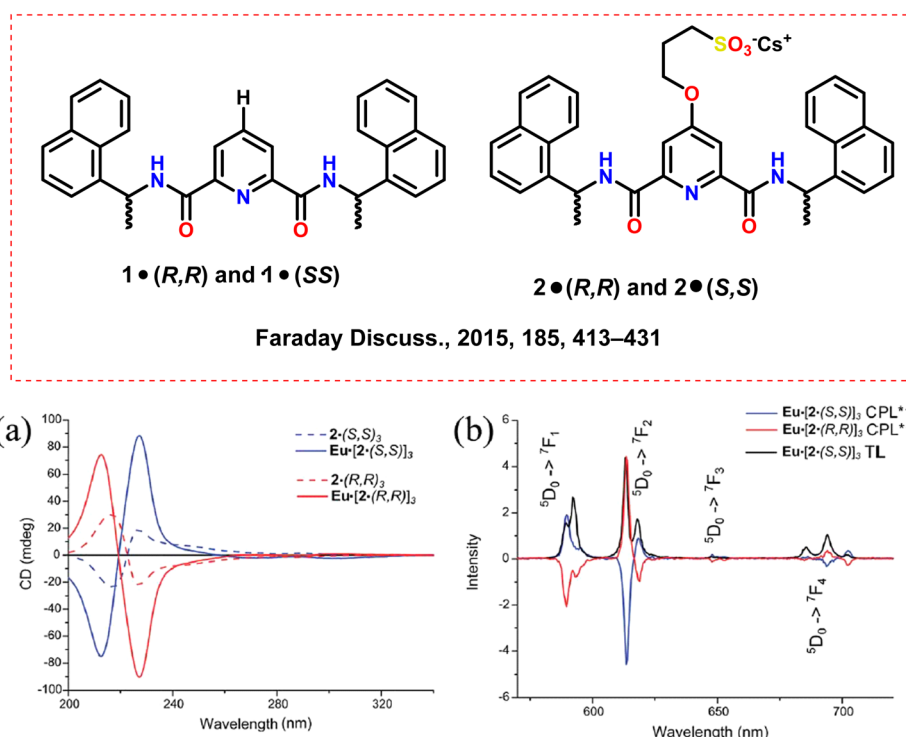 H
SO3-Cs+
O
H
N
H
N
H
N
H
N
O
N
O
O
N
O
1•(R,R) and 1•(SS)
2•(R,R) and 2•(S,S)
Faraday Discuss., 2015, 185, 413–431
(a)
100
80
60
40
20
0
-20
-40
-60
-80
-100
CD (mdeg)
200
240
280
320
Wavelength (nm)
2·(S,S)3
Eu·[2·(S,S)]3
2·(R,R)3
Eu·[2·(R,R)]3
(b)
Eu·[2·(S,S)]3 CPL**
Eu·[2·(R,R)]3 CPL*
Eu·[2·(S,S)]3 TL
6
4
2
0
-2
-4
-6
Intensity
5D0 -> 7F1
5D0 -> 7F2
5D0 -> 7F3
5D0 -> 7F4
600
650
700
Wavelength (nm)